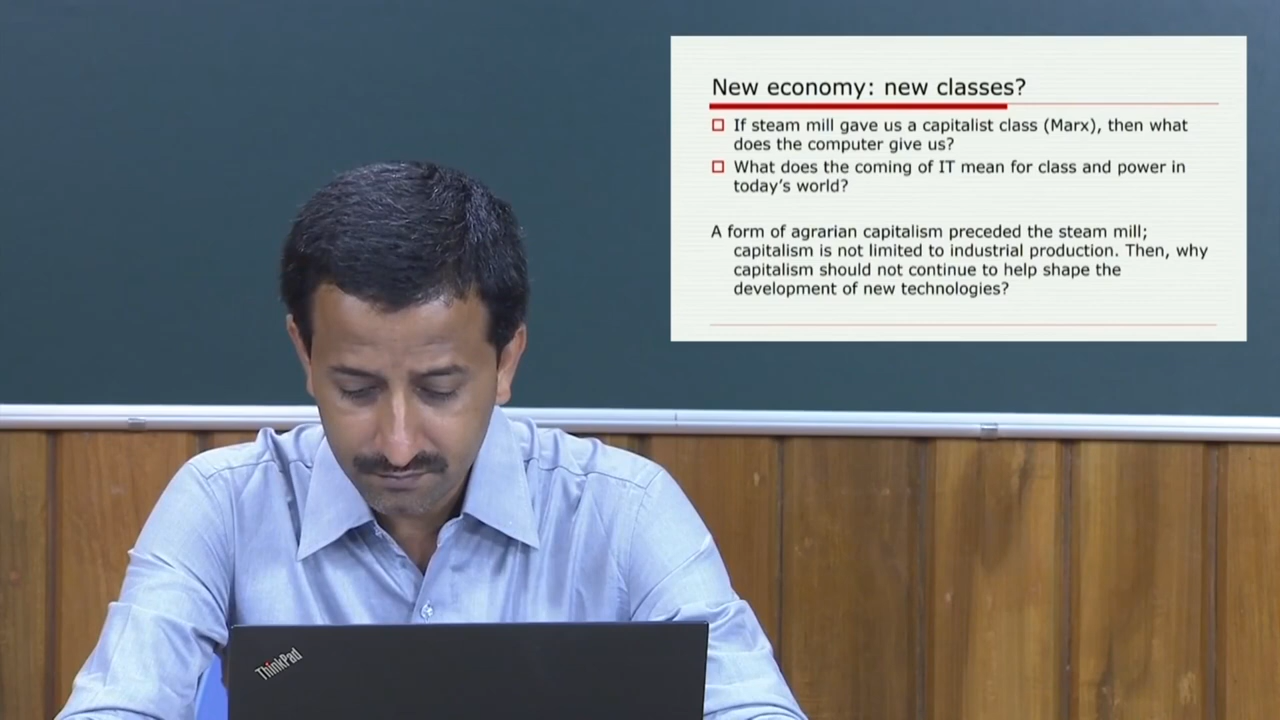 New economy: new classes?
If steam mill gave us a capitalist class (Marx), then what
does the computer give us?
What does the coming of IT mean for class and power in
today's world?
A form of agrarian capitalism preceded the steam mill;
capitalism is not limited to industrial production. Then, why
capitalism should not continue to help shape the
development of new technologies?
ThinkPad